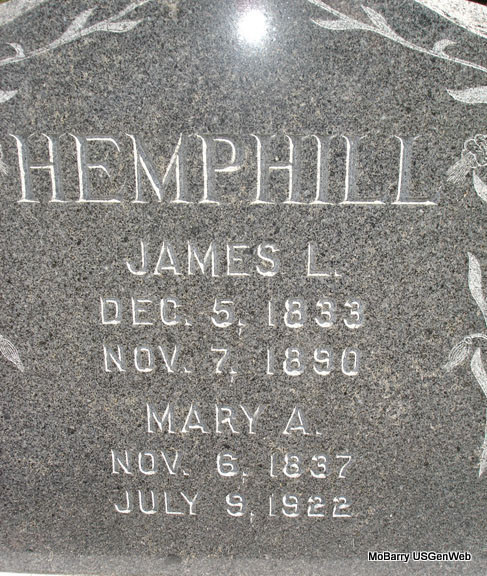 HEMPHILL
JAMES L.
DEC. 5, 1833
NOV. 7, 1890
MARY A.
NOV. 6, 1837
JULY 9, 1922
MoBarry USGenWeb